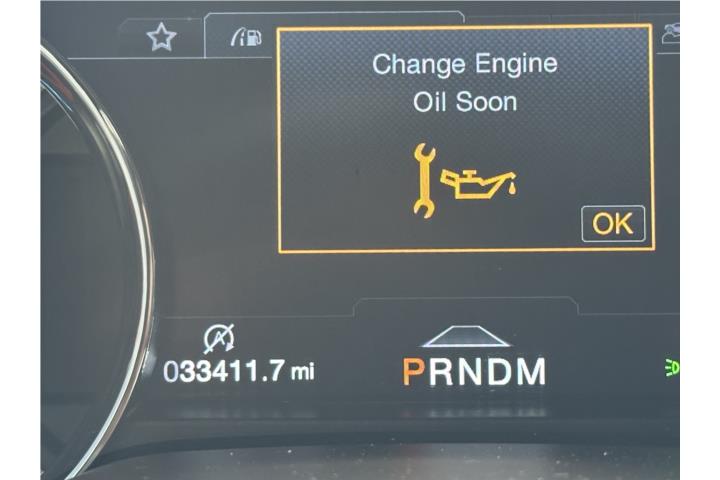 Change Engine
Oil Soon
OK
033411.7 mi
PRNDM